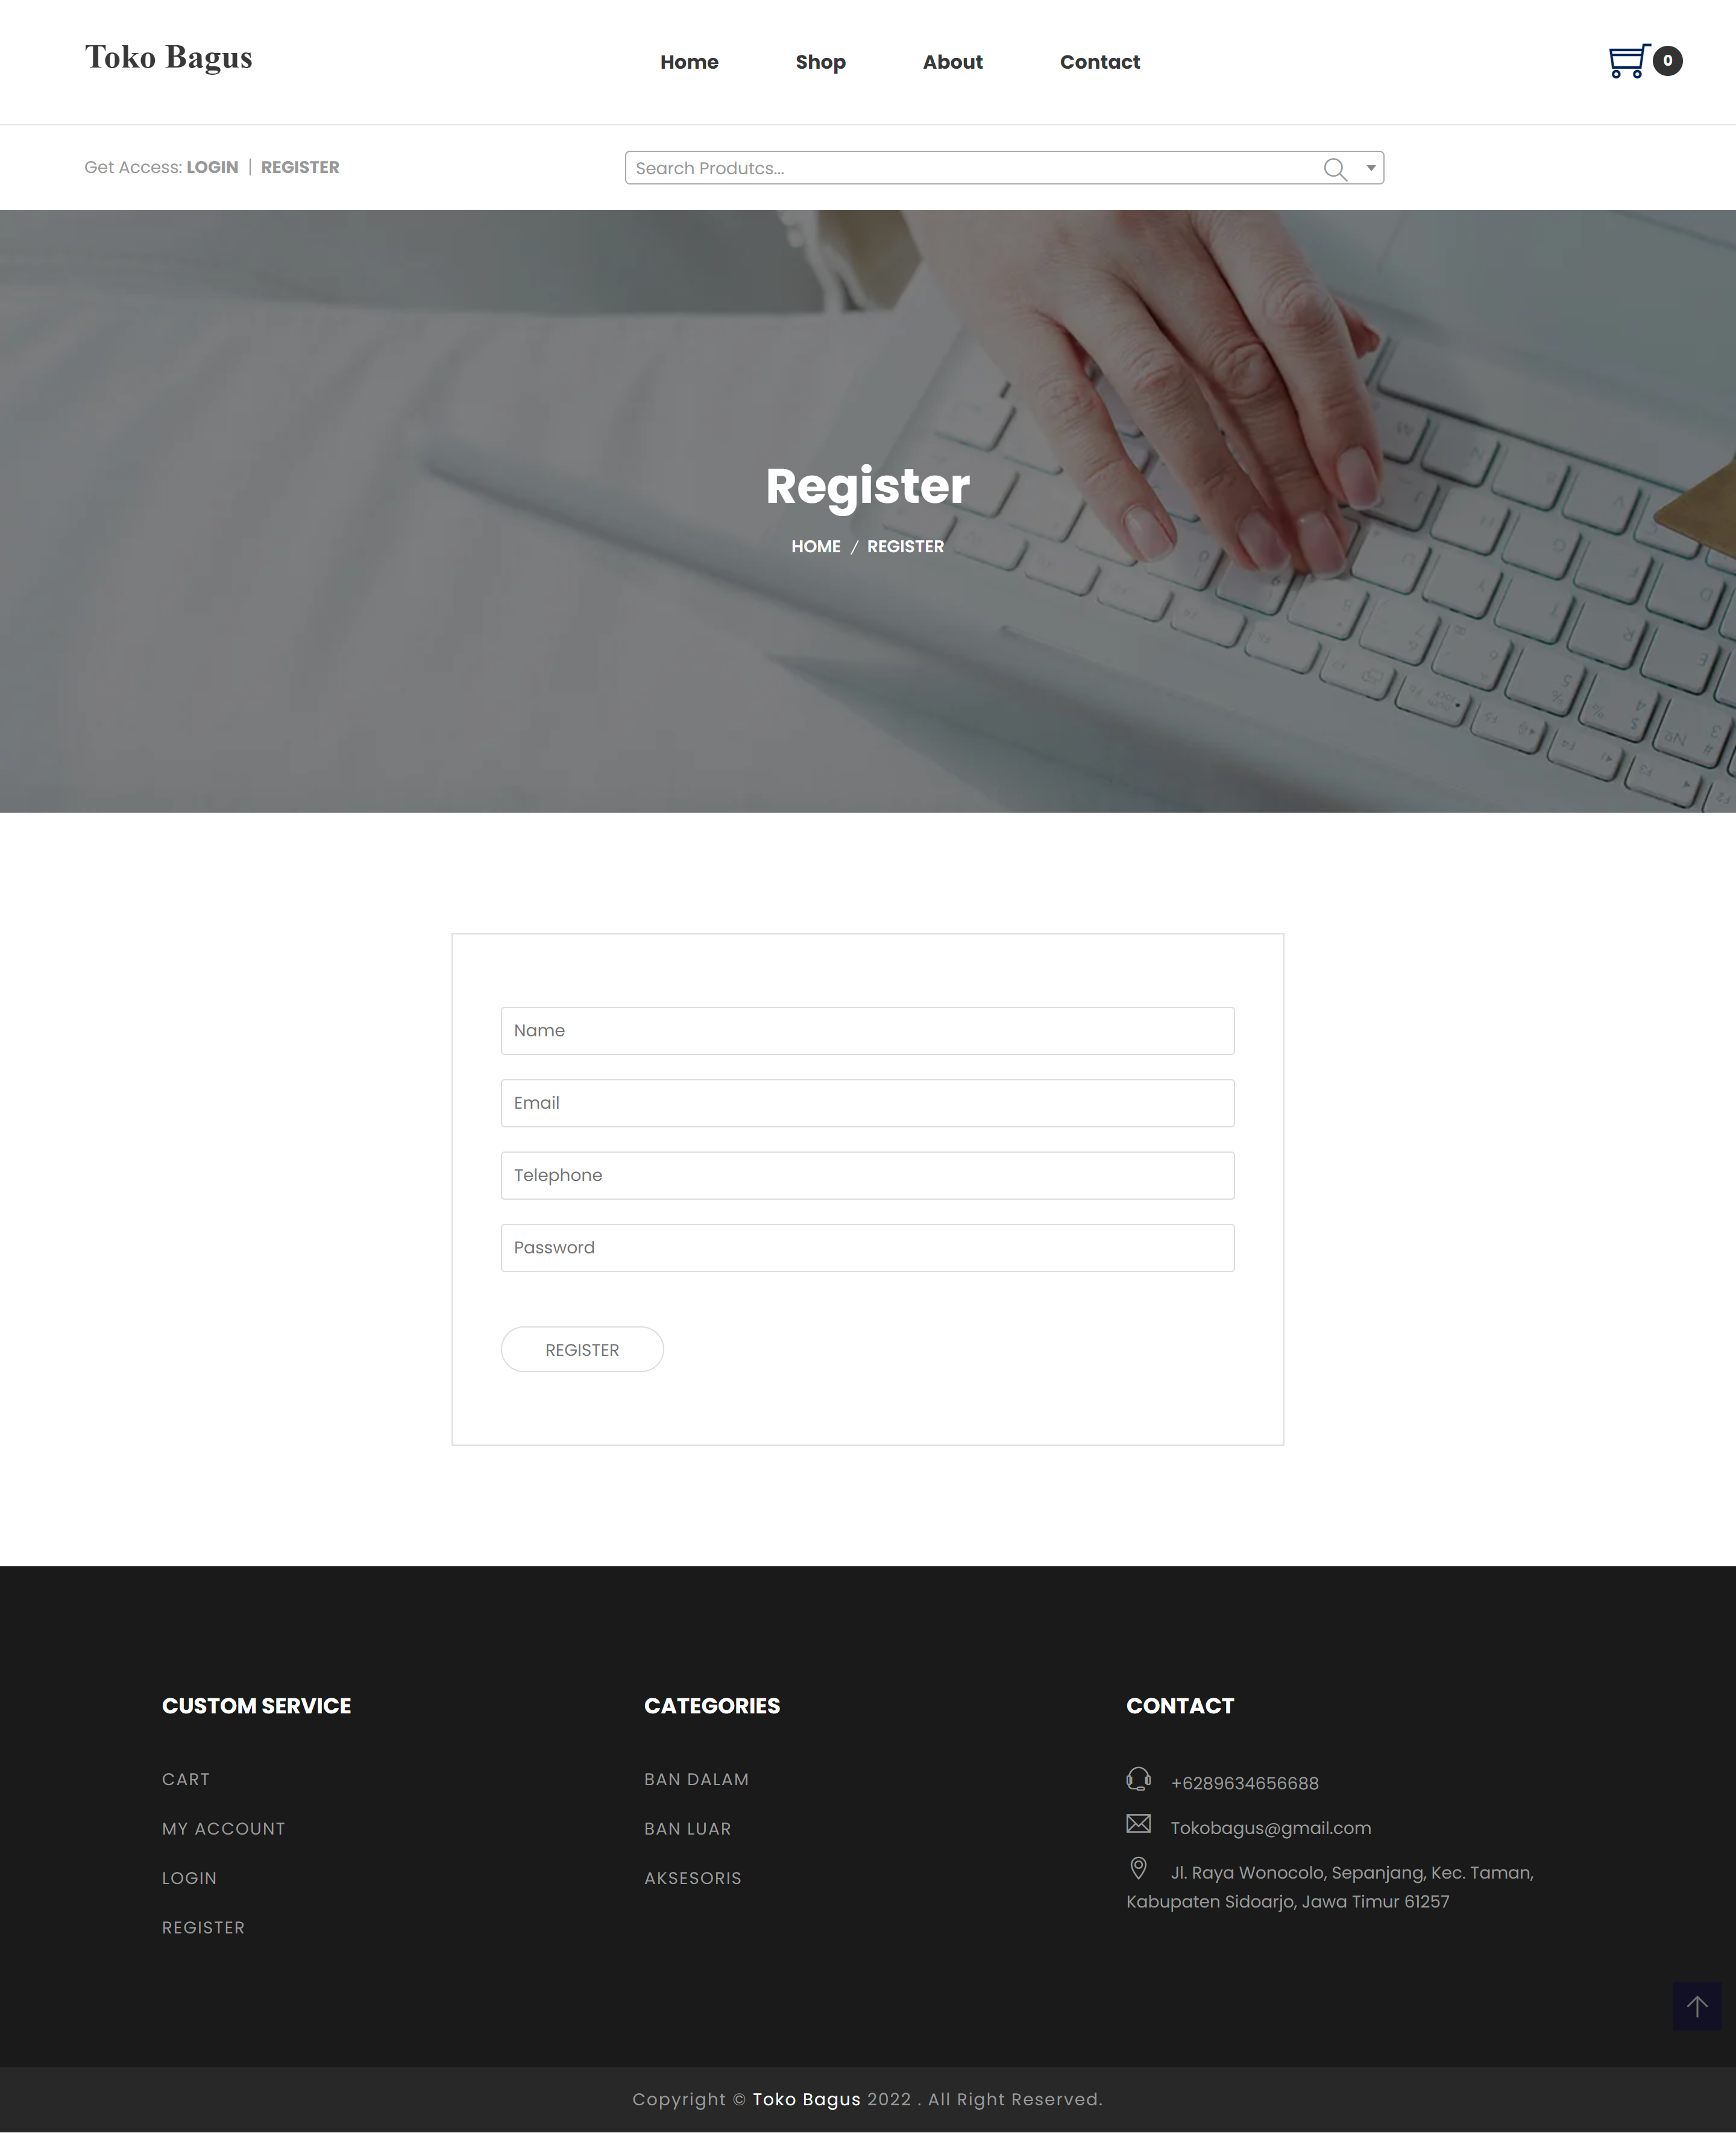 Toko Bagus
Home Shop About Contact
0
Get Access: LOGIN | REGISTER
Search Produtcs...
Register
HOME / REGISTER
Name
Email
Telephone
Password
REGISTER
CUSTOM SERVICE
CART
MY ACCOUNT
LOGIN
REGISTER
CATEGORIES
BAN DALAM
BAN LUAR
AKSESORIS
CONTACT
+6289634656688
Tokobagus@gmail.com
Jl. Raya Wonocolo, Sepanjang, Kec. Taman,
Kabupaten Sidoarjo, Jawa Timur 61257
Copyright © Toko Bagus 2022 . All Right Reserved.